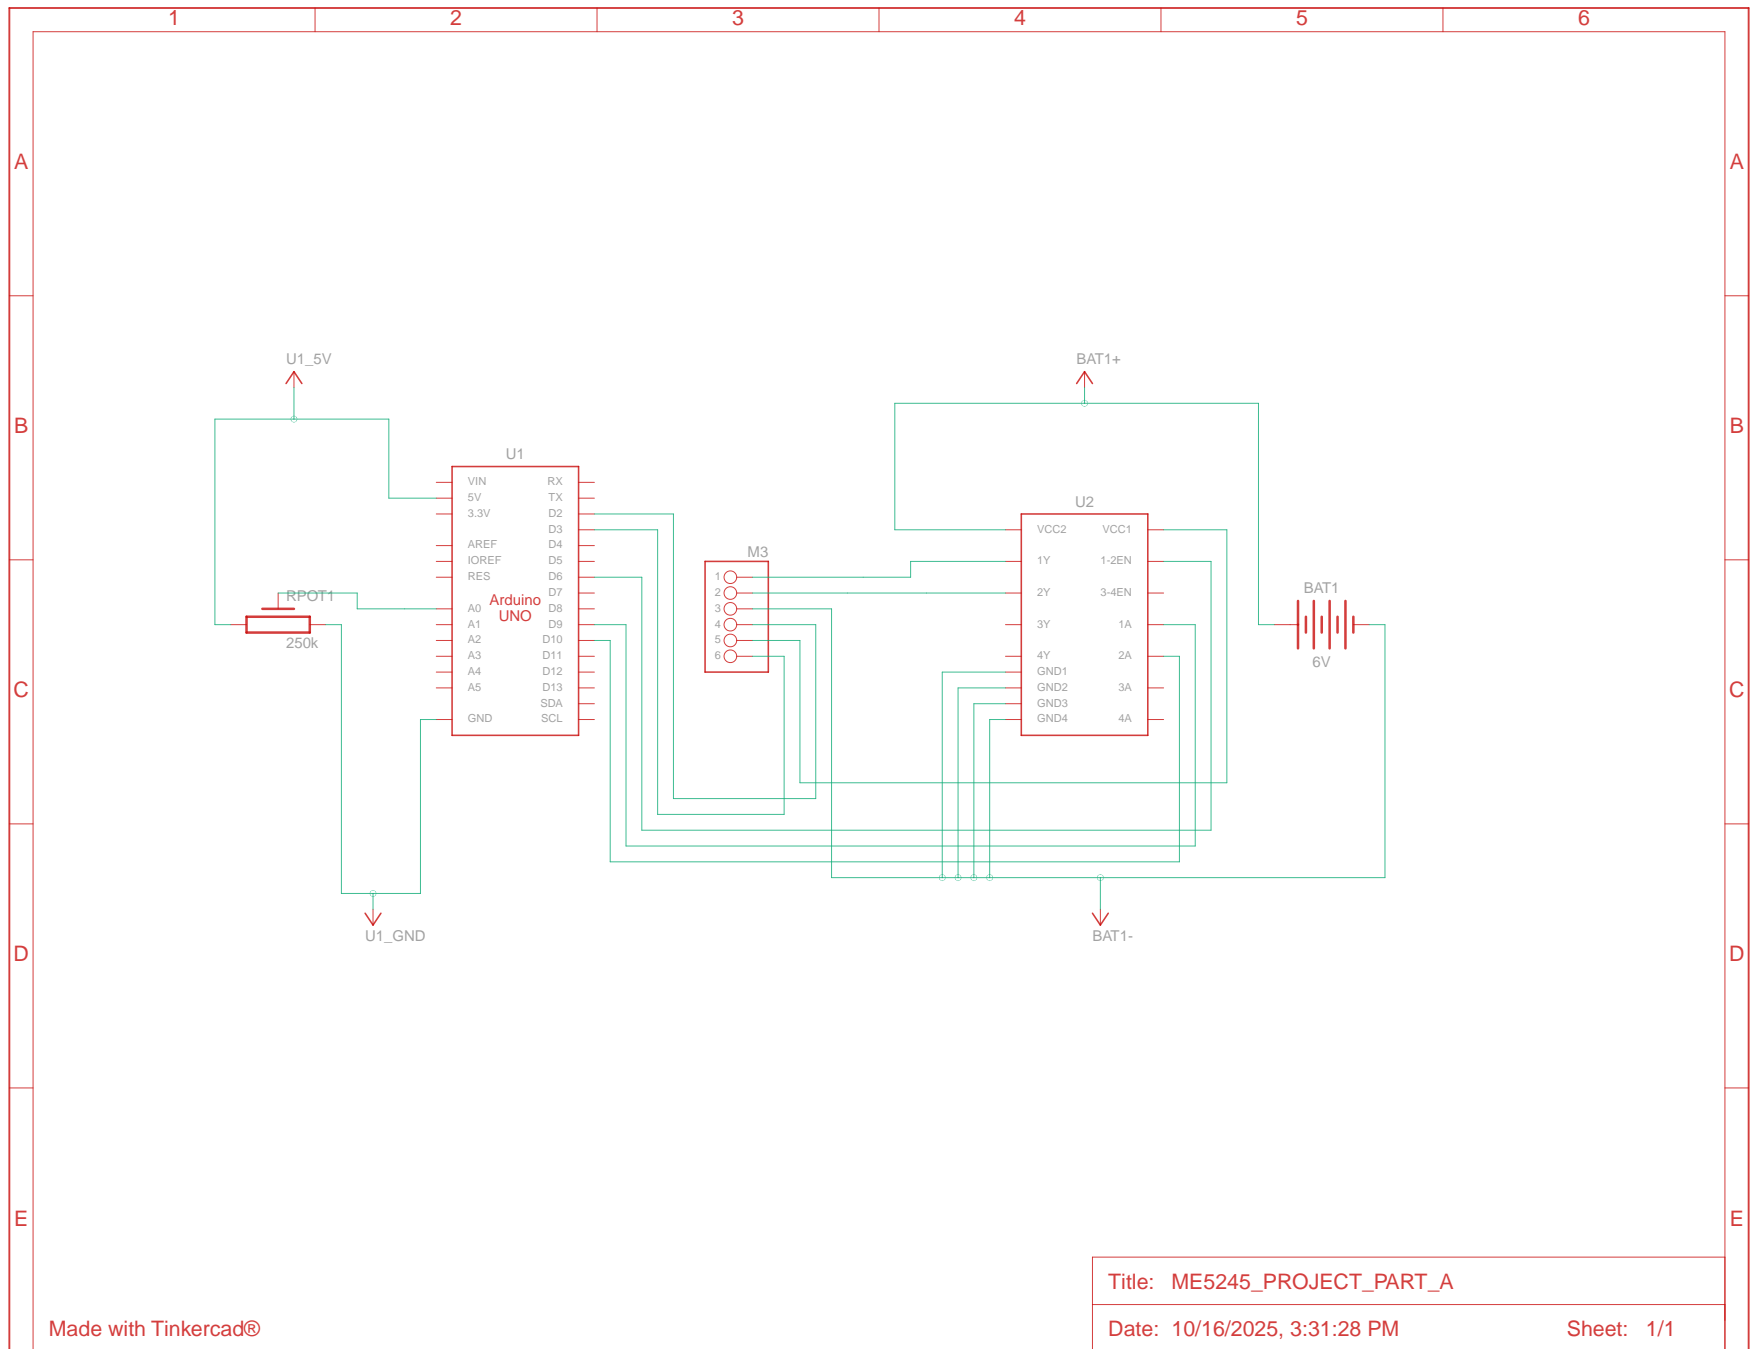 1 2 3 4 5 6
A A
U1_5V BAT1+
B B
U1
VIN RX
5V TX
3.3V D2
D3
AREF D4
IOREF D5
RES D6
D7
A0 D8
A1 D9
A2 D10
A3 D11
A4 D12
A5 D13
SDA
GND SCL
Arduino
UNO
RPOT1
250k
M3
1
2
3
4
5
6
U2
VCC2 VCC1
1Y 1-2EN
2Y 3-4EN
3Y 1A
4Y 2A
GND1
GND2 3A
GND3
GND4 4A
BAT1
6V
C C
U1_GND BAT1-
D D
E E
Title: ME5245_PROJECT_PART_A
Made with Tinkercad®
Date: 10/16/2025, 3:31:28 PM Sheet: 1/1